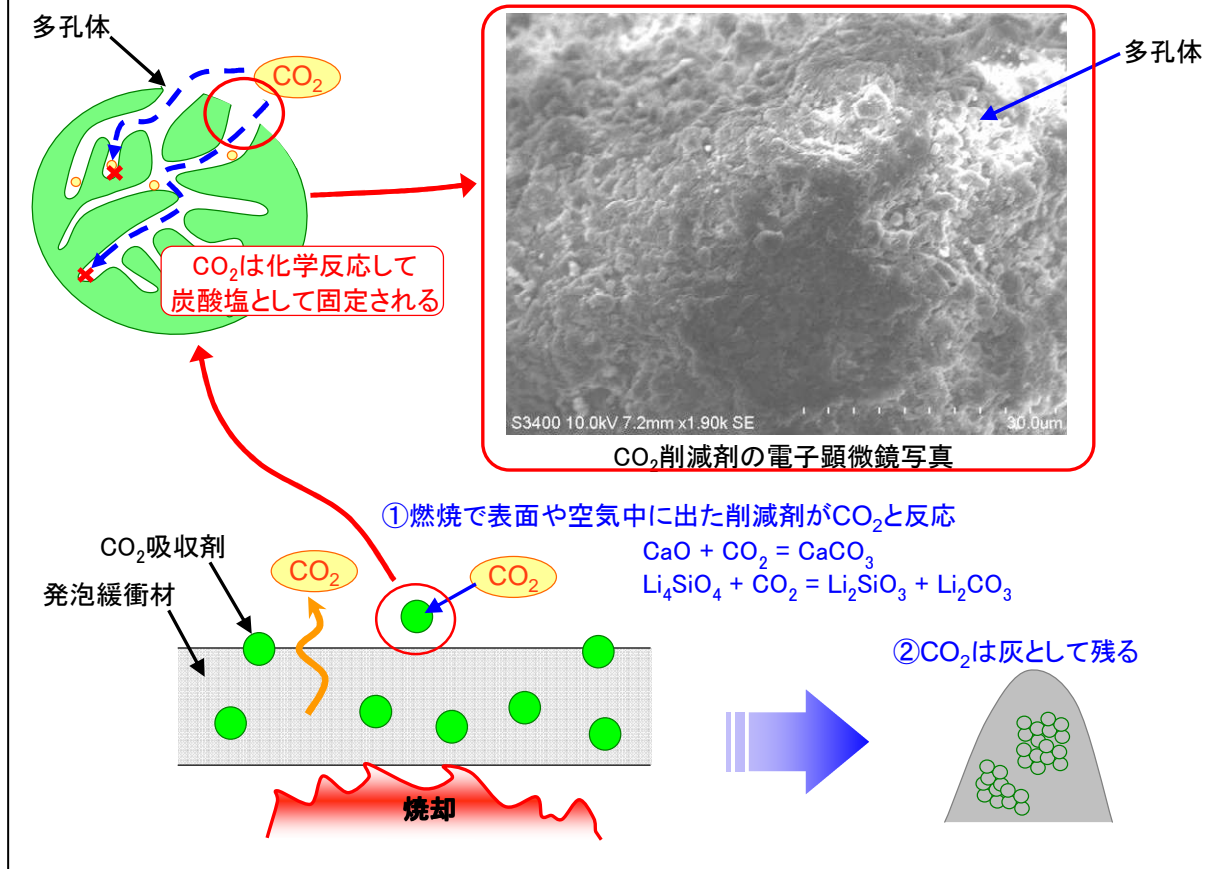 多孔体
CO₂
多孔体
CO₂は化学反応して
炭酸塩として固定される
S3400 10.0kV 7.2mm x1.90k SE
30.0um
CO₂削減剤の電子顕微鏡写真
①燃焼で表面や空気中に出た削減剤がCO₂と反応
CaO + CO₂ = CaCO₃
Li₄SiO₄ + CO₂ = Li₂SiO₃ + Li₂CO₃
CO₂吸収剤
発泡緩衝材
CO₂
CO₂
②CO₂は灰として残る
焼却